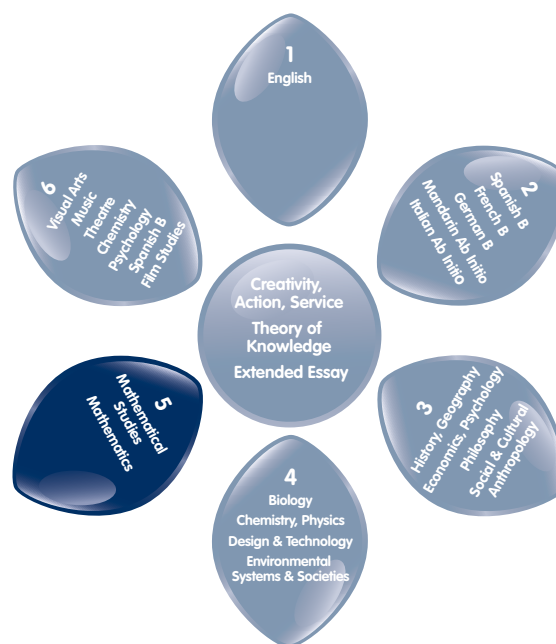 1
English
2
Spanish B
French B
German B
Mandarin Ab Initio
Italian Ab Initio
3
History, Geography
Economics, Psychology
Philosophy
Social & Cultural
Anthropology
4
Biology
Chemistry, Physics
Design & Technology
Environmental
Systems & Societies
5
Mathematical
Studies
Mathematics
6
Visual Arts
Music
Theatre
Chemistry
Psychology
Spanish B
Film Studies
Creativity,
Action, Service
Theory of
Knowledge
Extended Essay